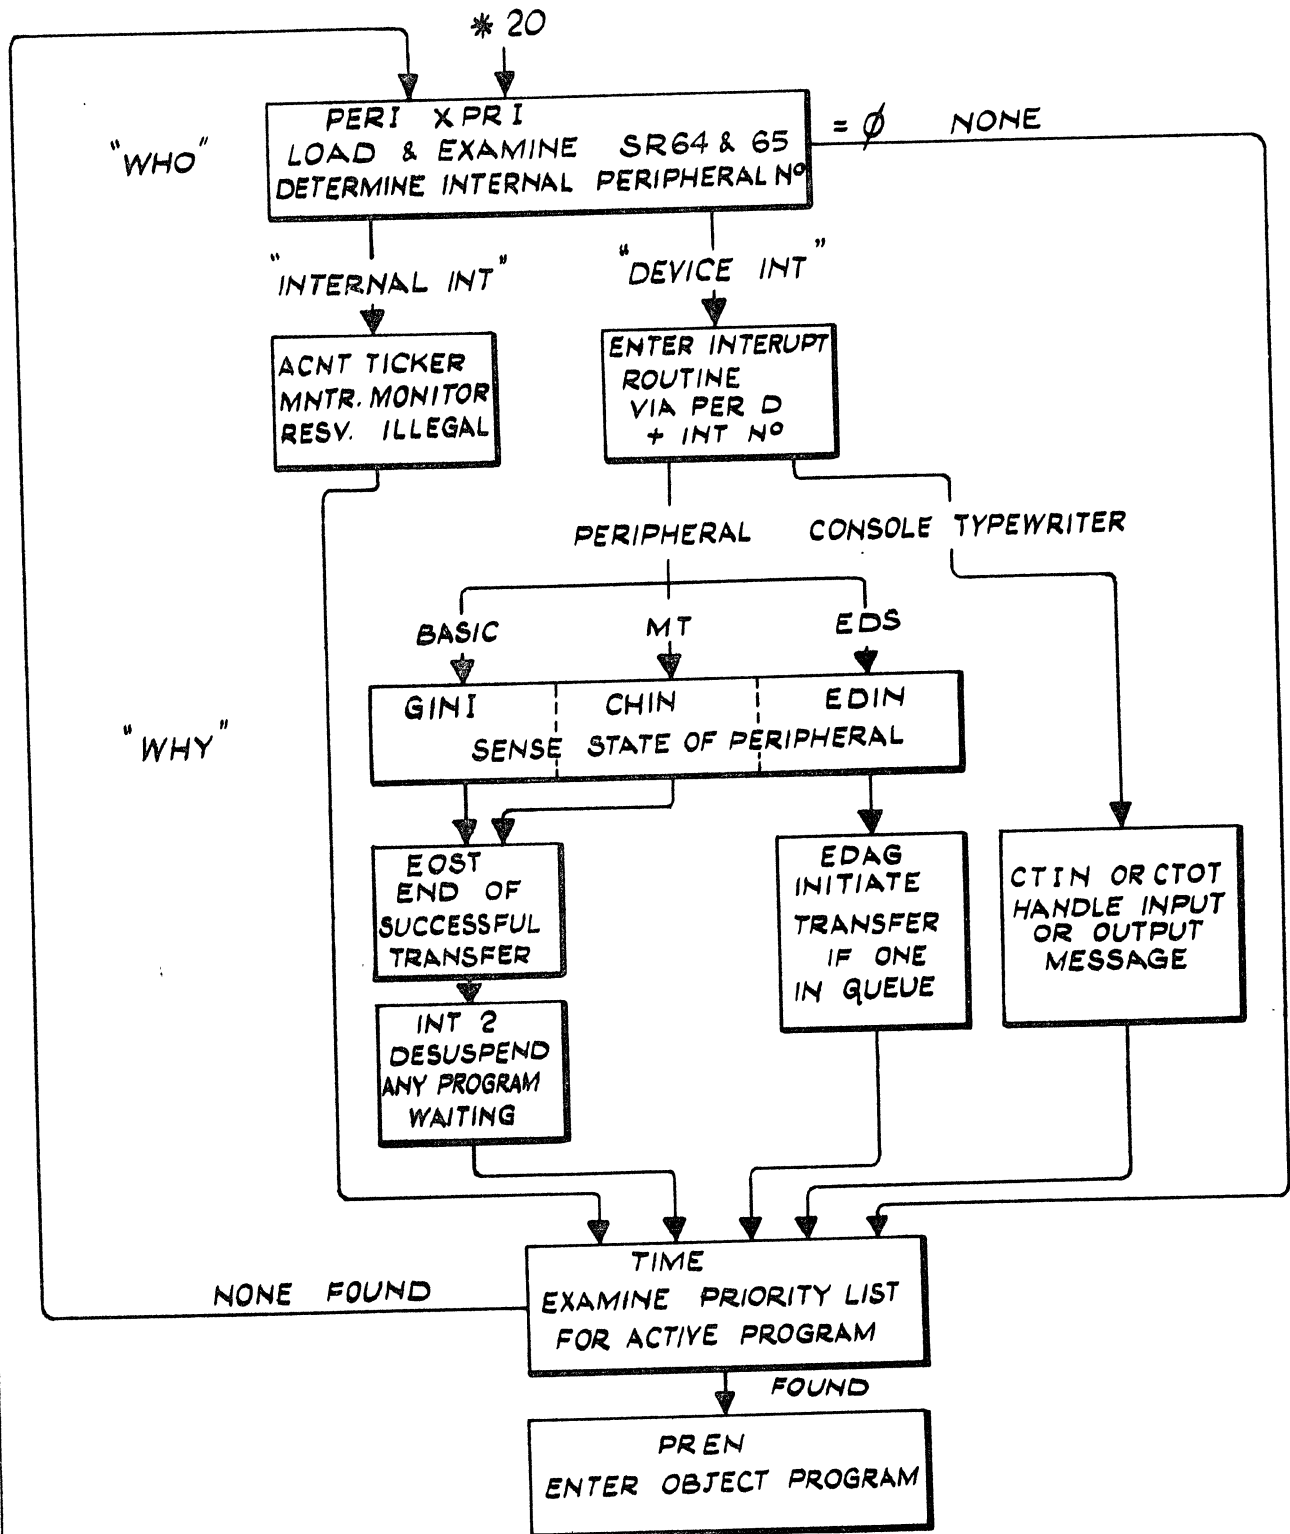 * 20
PERI XPRI
LOAD & EXAMINE SR64 & 65
DETERMINE INTERNAL PERIPHERAL Nº
= Ø NONE
"WHO"
"INTERNAL INT"
"DEVICE INT"
ACNT TICKER
MNTR. MONITOR
RESV. ILLEGAL
ENTER INTERUPT
ROUTINE
VIA PER D
+ INT Nº
PERIPHERAL
CONSOLE TYPEWRITER
BASIC
MT
EDS
GINI
CHIN
EDIN
SENSE STATE OF PERIPHERAL
"WHY"
EOST
END OF
SUCCESSFUL
TRANSFER
EDAG
INITIATE
TRANSFER
IF ONE
IN QUEUE
CTIN OR CTOT
HANDLE INPUT
OR OUTPUT
MESSAGE
INT 2
DESUSPEND
ANY PROGRAM
WAITING
TIME
EXAMINE PRIORITY LIST
FOR ACTIVE PROGRAM
NONE FOUND
FOUND
PREN
ENTER OBJECT PROGRAM